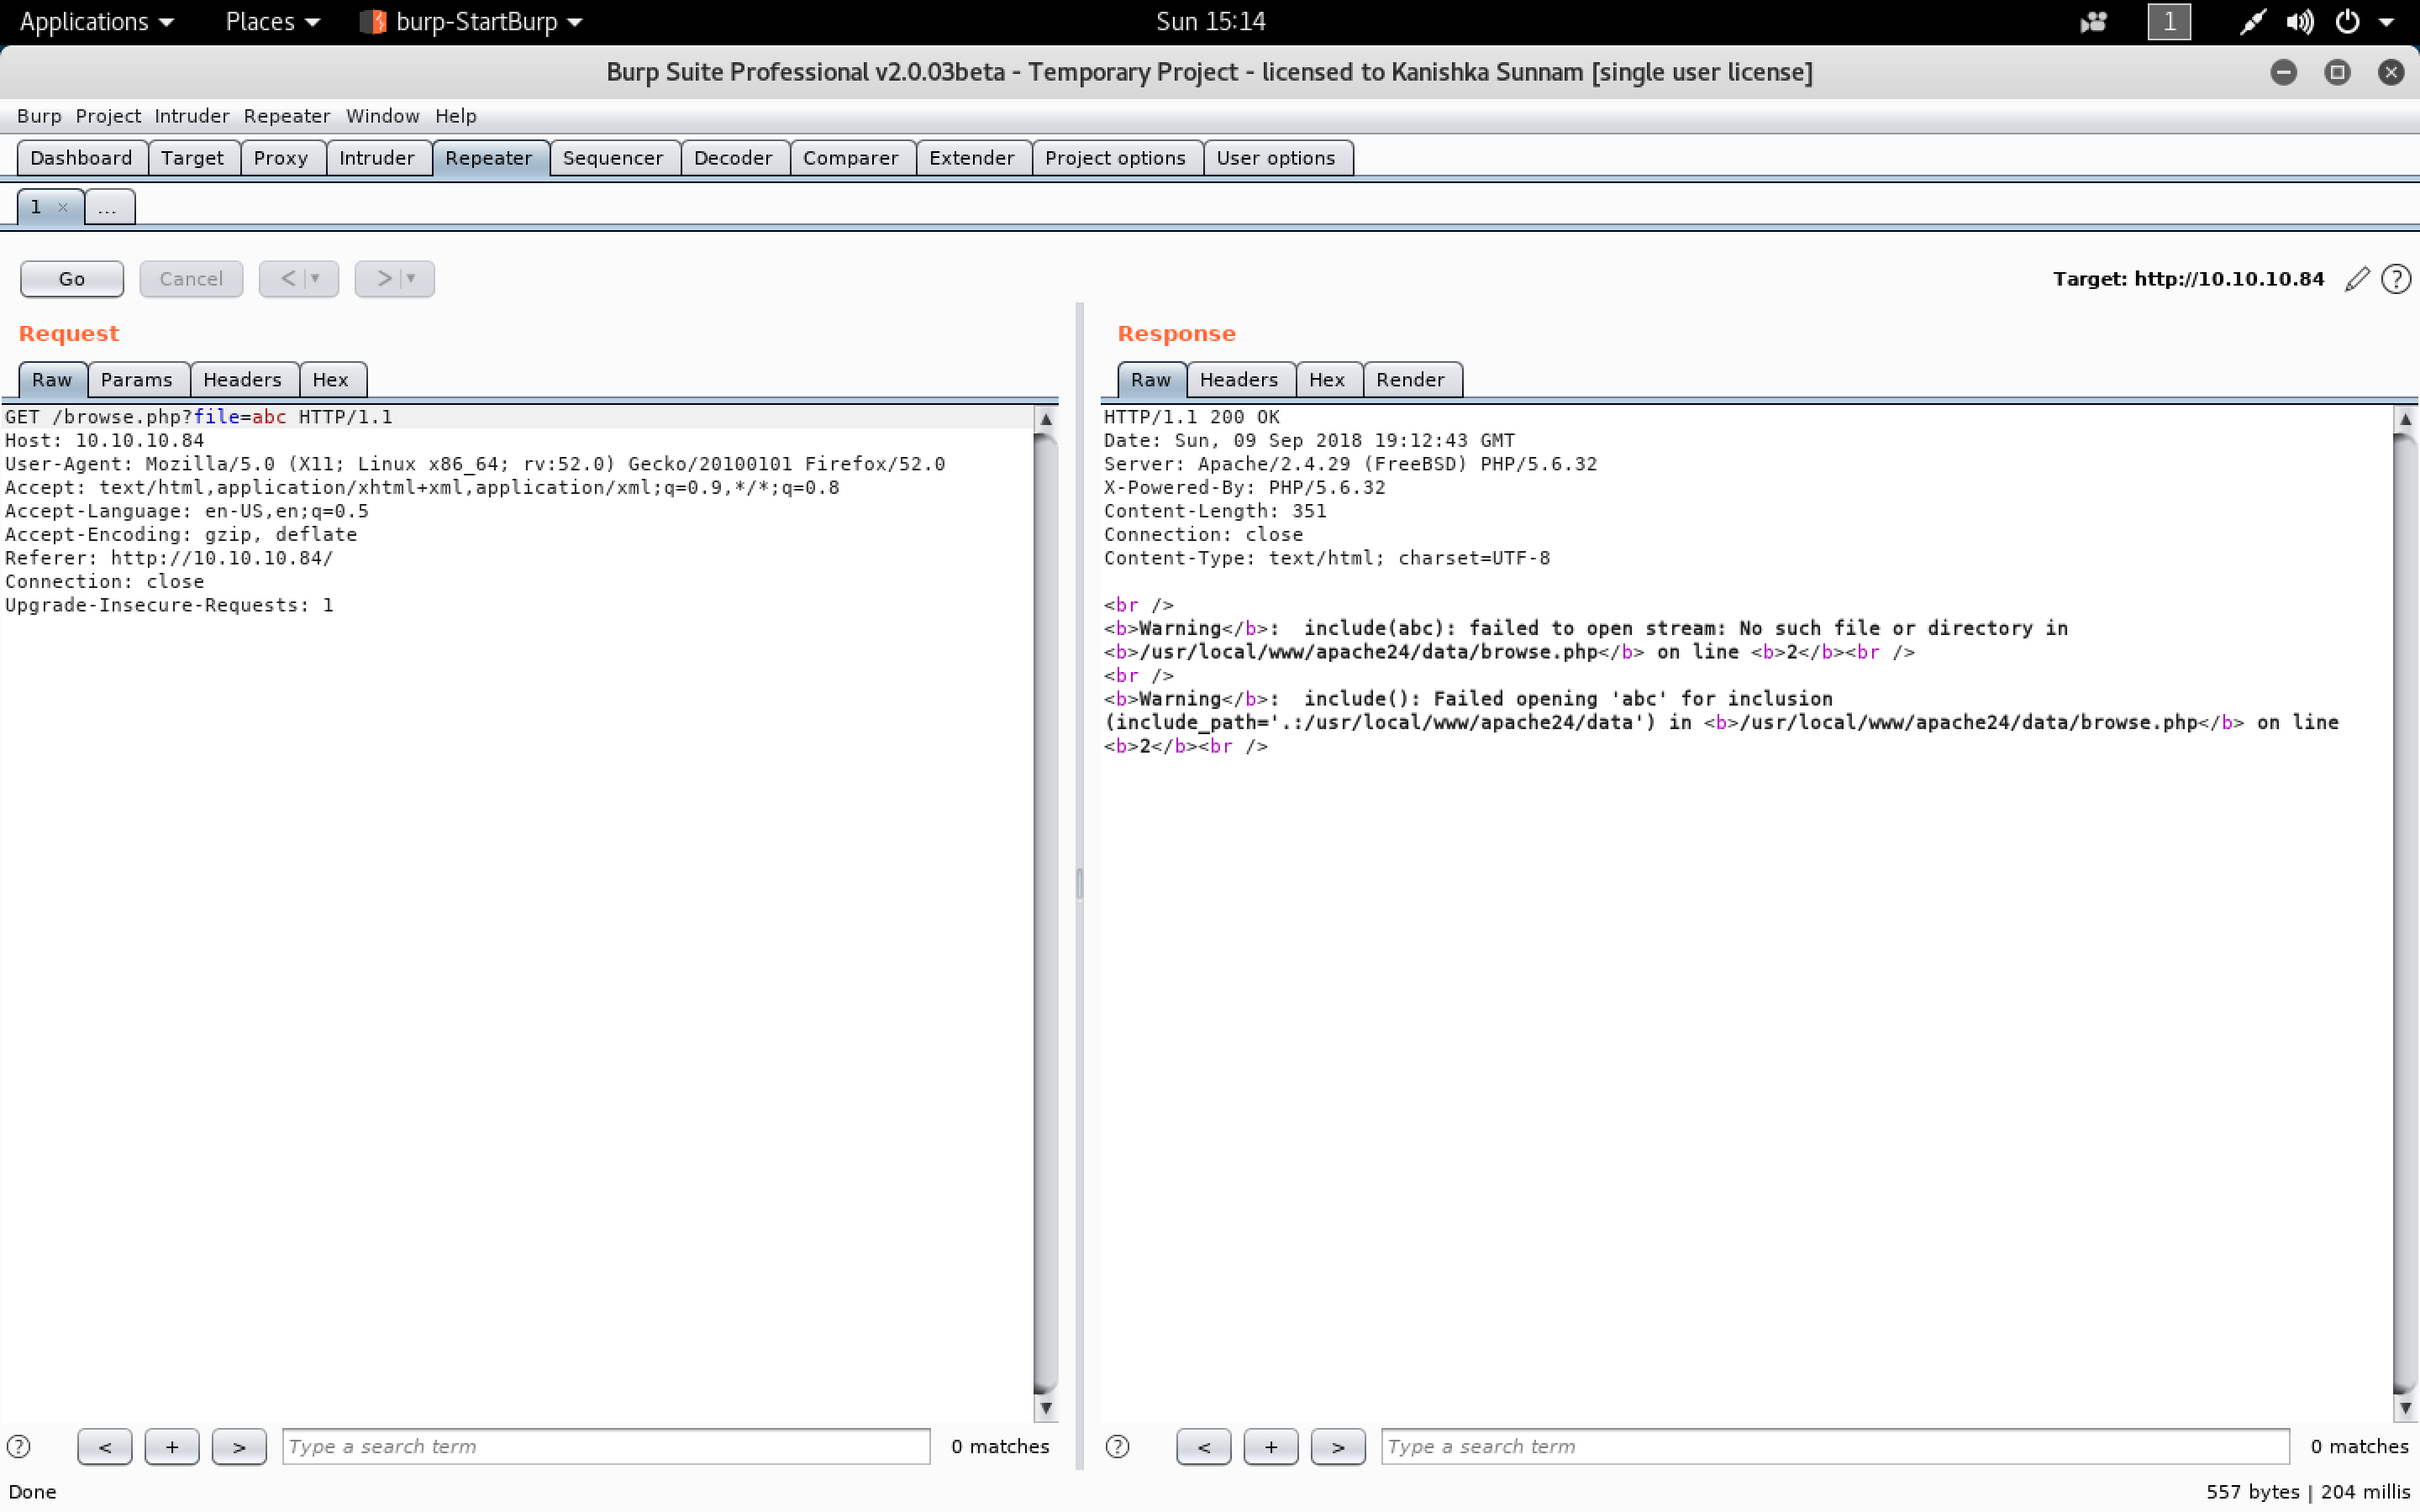 Applications Places burp-StartBurp Sun 15:14 1
Burp Suite Professional v2.0.03beta - Temporary Project - licensed to Kanishka Sunnam [single user license]
Burp Project Intruder Repeater Window Help
Dashboard Target Proxy Intruder Repeater Sequencer Decoder Comparer Extender Project options User options
1 × ...
Go Cancel < > Target: http://10.10.10.84 ?
Request
Raw Params Headers Hex
GET /browse.php?file=abc HTTP/1.1
Host: 10.10.10.84
User-Agent: Mozilla/5.0 (X11; Linux x86_64; rv:52.0) Gecko/20100101 Firefox/52.0
Accept: text/html,application/xhtml+xml,application/xml;q=0.9,*/*;q=0.8
Accept-Language: en-US,en;q=0.5
Accept-Encoding: gzip, deflate
Referer: http://10.10.10.84/
Connection: close
Upgrade-Insecure-Requests: 1
? < + > Type a search term 0 matches
Response
Raw Headers Hex Render
HTTP/1.1 200 OK
Date: Sun, 09 Sep 2018 19:12:43 GMT
Server: Apache/2.4.29 (FreeBSD) PHP/5.6.32
X-Powered-By: PHP/5.6.32
Content-Length: 351
Connection: close
Content-Type: text/html; charset=UTF-8
<br />
<b>Warning</b>:  include(abc): failed to open stream: No such file or directory in
<b>/usr/local/www/apache24/data/browse.php</b> on line <b>2</b><br />
<br />
<b>Warning</b>:  include(): Failed opening 'abc' for inclusion
(include_path='.:/usr/local/www/apache24/data') in <b>/usr/local/www/apache24/data/browse.php</b> on line
<b>2</b><br />
? < + > Type a search term 0 matches
Done 557 bytes | 204 millis